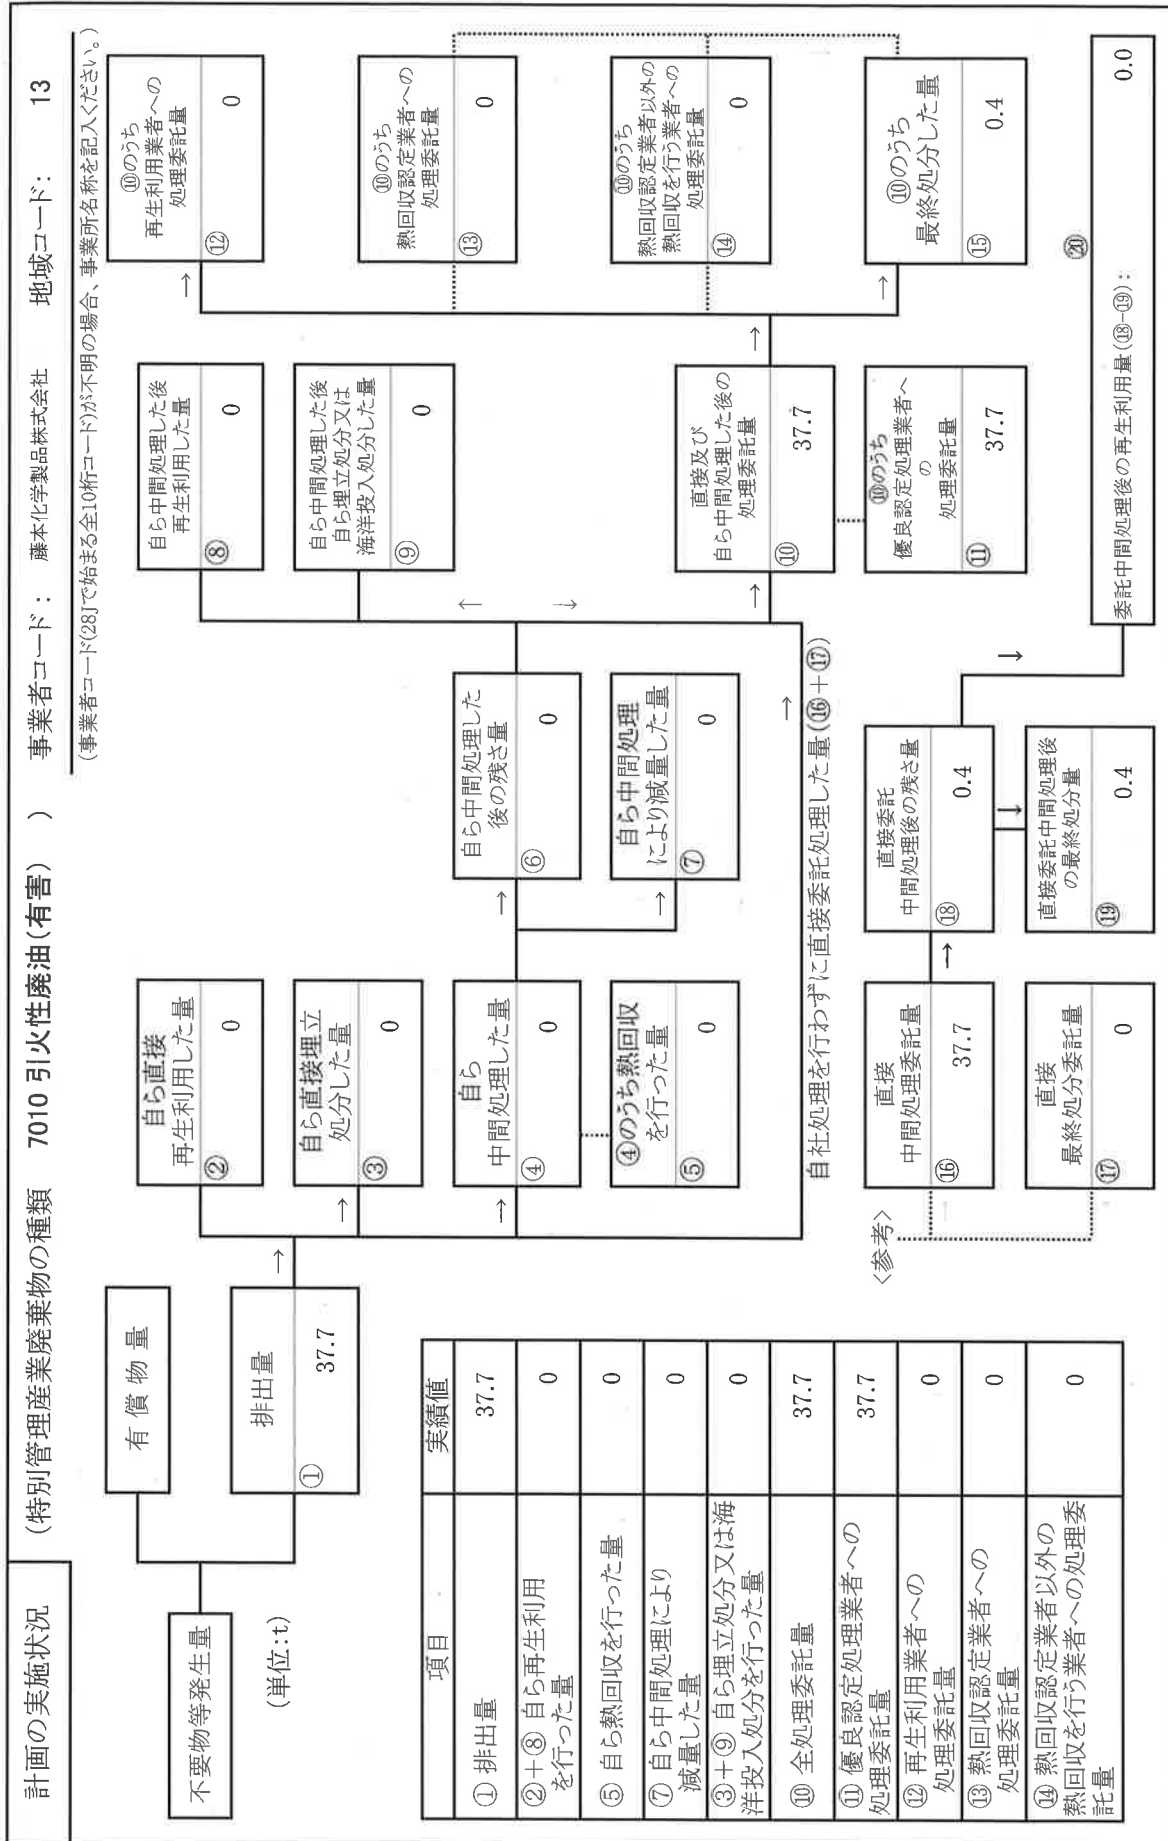 計画の実施状況
(特別管理産業廃棄物の種類 7010 引火性廃油(有害) )
事業者コード: 藤本化学製品株式会社 地域コード: 13
(事業者コード(28Jで始まる全10桁コード)が不明の場合、事業所名称を記入ください。)
不要物等発生量
(単位:t)
有償物量
排出量
① 37.7
→
自ら直接
再生利用した量
② 0
→
自ら直接埋立
処分した量
③ 0
→
自ら
中間処理した量
④ 0
④のうち熱回収
を行った量
⑤ 0
→
自ら中間処理した
後の残さ量
⑥ 0
→
自ら中間処理
により減量した量
⑦ 0
自ら中間処理した後
再生利用した量
⑧ 0
自ら中間処理した後
自ら埋立処分又は
海洋投入処分した量
⑨ 0
→
自社処理を行わずに直接委託処理した量(⑯+⑰)
→
直接及び
自ら中間処理した後の
処理委託量
⑩ 37.7
⑩のうち
優良認定処理業者へ
の
処理委託量
⑪ 37.7
→
→
⑩のうち
再生利用業者への
処理委託量
⑫ 0
⑩のうち
熱回収認定業者への
処理委託量
⑬ 0
⑩のうち
熱回収認定業者以外の
熱回収を行う業者への
処理委託量
⑭ 0
→
⑩のうち
最終処分した量
⑮ 0.4
<参考>
直接
中間処理委託量
⑯ 37.7
直接
最終処分委託量
⑰ 0
→
直接委託
中間処理後の残さ量
⑱ 0.4
直接委託中間処理後
の最終処分量
⑲ 0.4
⑳
委託中間処理後の再生利用量(⑱-⑲): 0.0
項目 実績値
① 排出量 37.7
②+⑧ 自ら再生利用
を行った量 0
⑤ 自ら熱回収を行った量 0
⑦ 自ら中間処理により
減量した量 0
③+⑨ 自ら埋立処分又は海
洋投入処分を行った量 0
⑩ 全処理委託量 37.7
⑪ 優良認定処理業者への
処理委託量 37.7
⑫ 再生利用業者への
処理委託量 0
⑬ 熱回収認定業者への
処理委託量 0
⑭ 熱回収認定業者以外の
熱回収を行う業者への処理委
託量 0